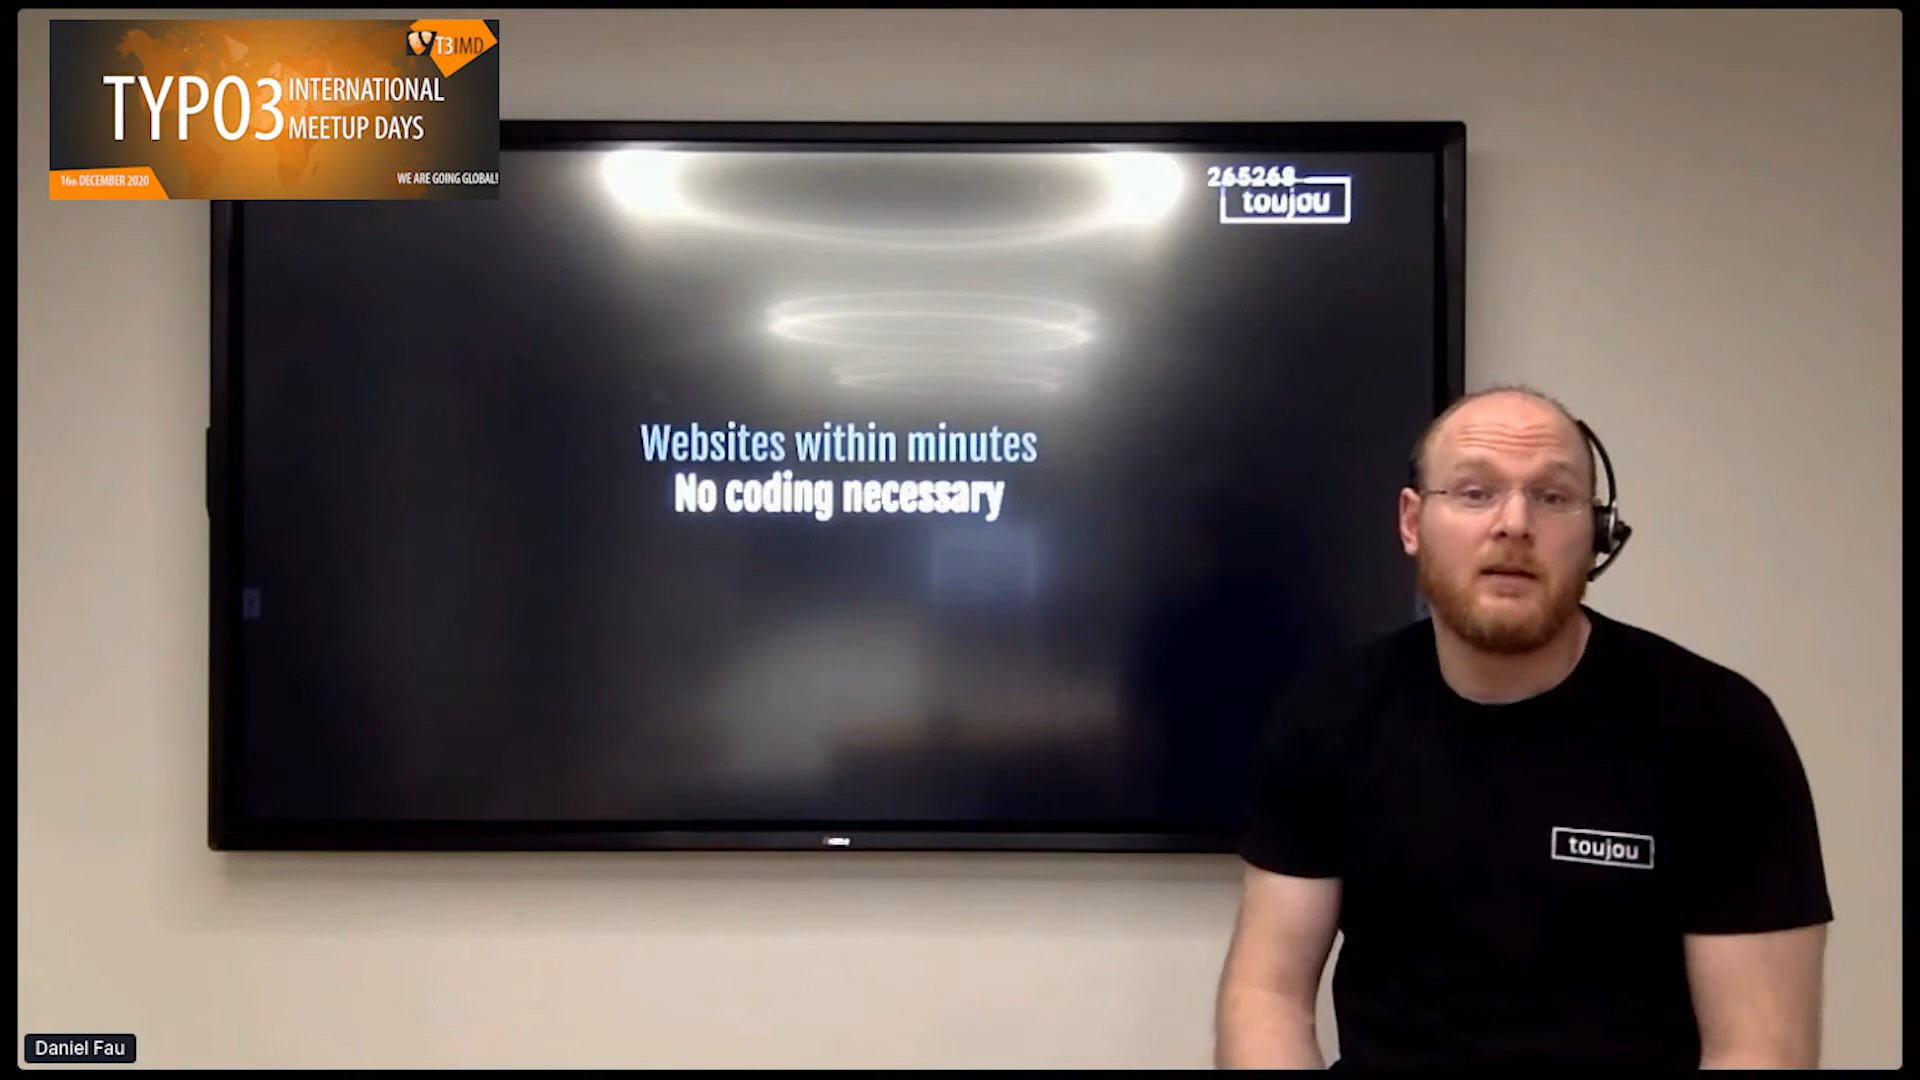 T3IMD
TYPO3
INTERNATIONAL
MEETUP DAYS
16th DECEMBER 2020
WE ARE GOING GLOBAL!
265268
toujou
Websites within minutes
No coding necessary
toujou
Daniel Fau